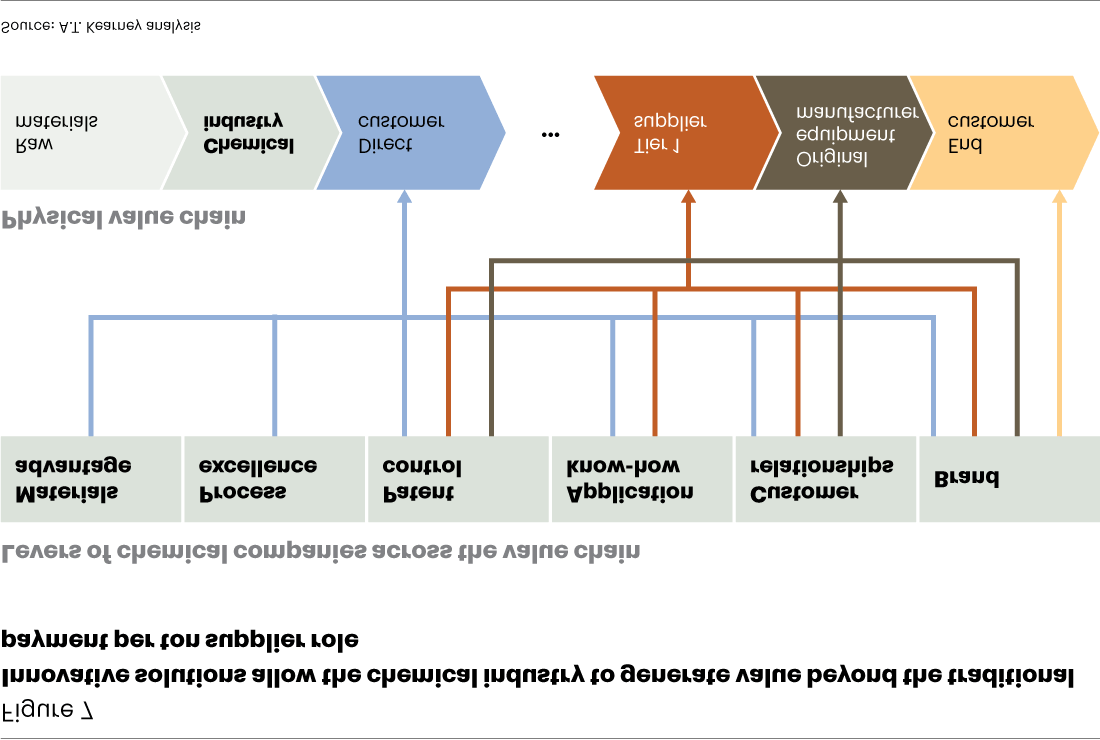 Figure 7
Innovative solutions allow the chemical industry to generate value beyond the traditional
payment per ton supplier role
Levers of chemical companies across the value chain
Materials
advantage
Process
excellence
Patent
control
Application
know-how
Customer
relationships
Brand
Physical value chain
Raw
materials
Chemical
industry
Direct
customer
...
Tier 1
supplier
Original
equipment
manufacturer
End
customer
Source: A.T. Kearney analysis